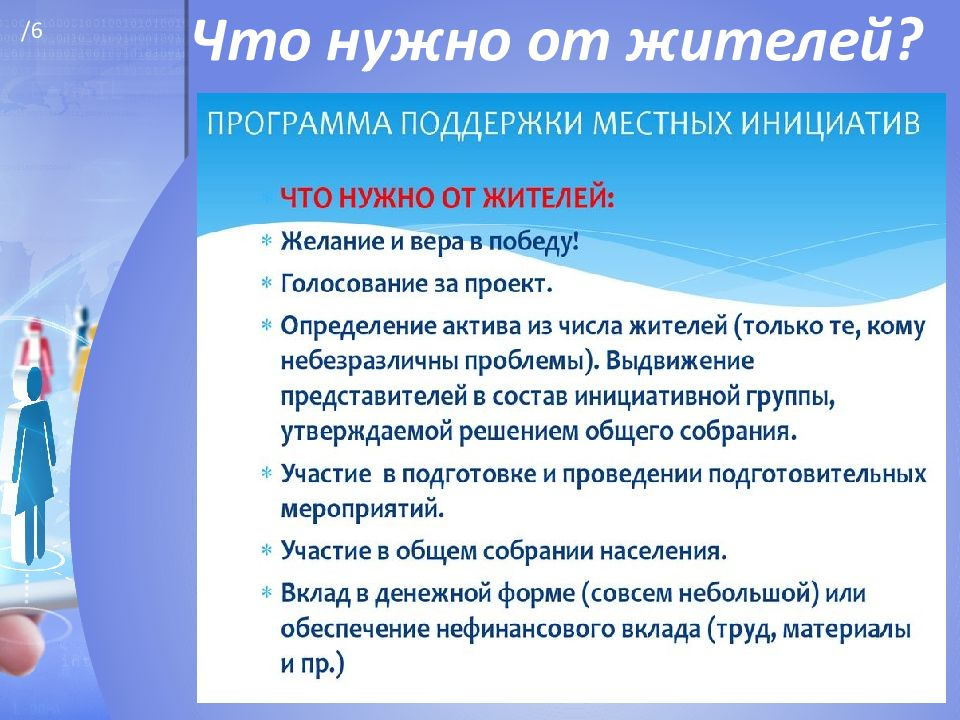 /6
Что нужно от жителей?
ПРОГРАММА ПОДДЕРЖКИ МЕСТНЫХ ИНИЦИАТИВ
* ЧТО НУЖНО ОТ ЖИТЕЛЕЙ:
* Желание и вера в победу!
* Голосование за проект.
* Определение актива из числа жителей (только те, кому
небезразличны проблемы). Выдвижение
представителей в состав инициативной группы,
утверждаемой решением общего собрания.
* Участие в подготовке и проведении подготовительных
мероприятий.
* Участие в общем собрании населения.
* Вклад в денежной форме (совсем небольшой) или
обеспечение нефинансового вклада (труд, материалы
и пр.)